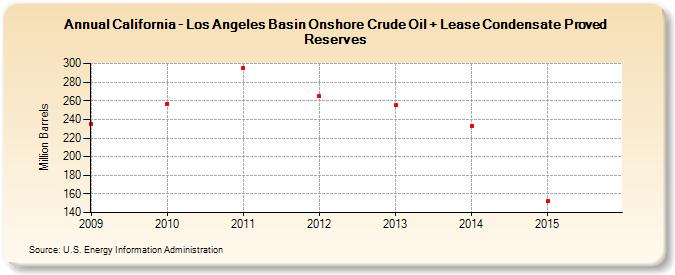 Annual California - Los Angeles Basin Onshore Crude Oil + Lease Condensate Proved
Reserves
Million Barrels
300
280
260
240
220
200
180
160
140
2009 2010 2011 2012 2013 2014 2015
Source: U.S. Energy Information Administration